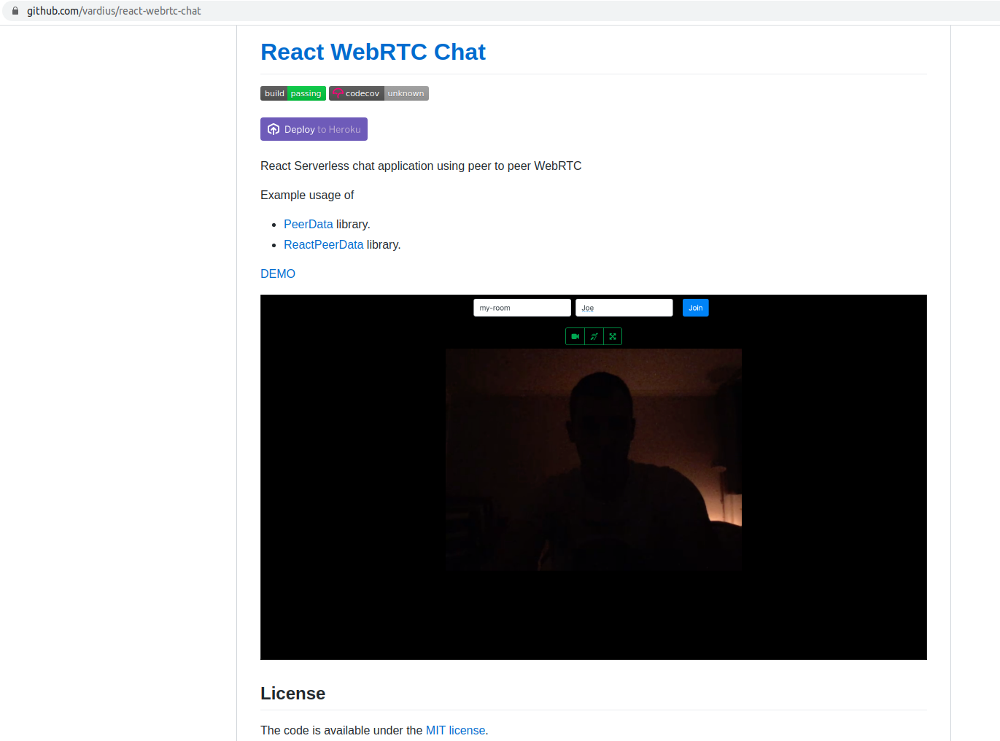 github.com/vardius/react-webrtc-chat
React WebRTC Chat
build passing codecov unknown
Deploy to Heroku
React Serverless chat application using peer to peer WebRTC
Example usage of
PeerData library.
ReactPeerData library.
DEMO
my-room Joe Join
License
The code is available under the MIT license.